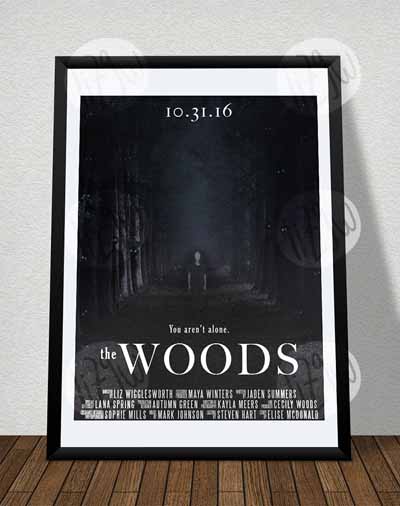 10.31.16
You aren't alone.
the WOODS
LIZ WIGGLESWORTH MAYA WINTERS JADEN SUMMERS
LANA SPRING AUTUMN GREEN KAYLA MEERS CECILY WOODS
SOPHIE MILLS MARK JOHNSON STEVEN HART ELISE MCDONALD